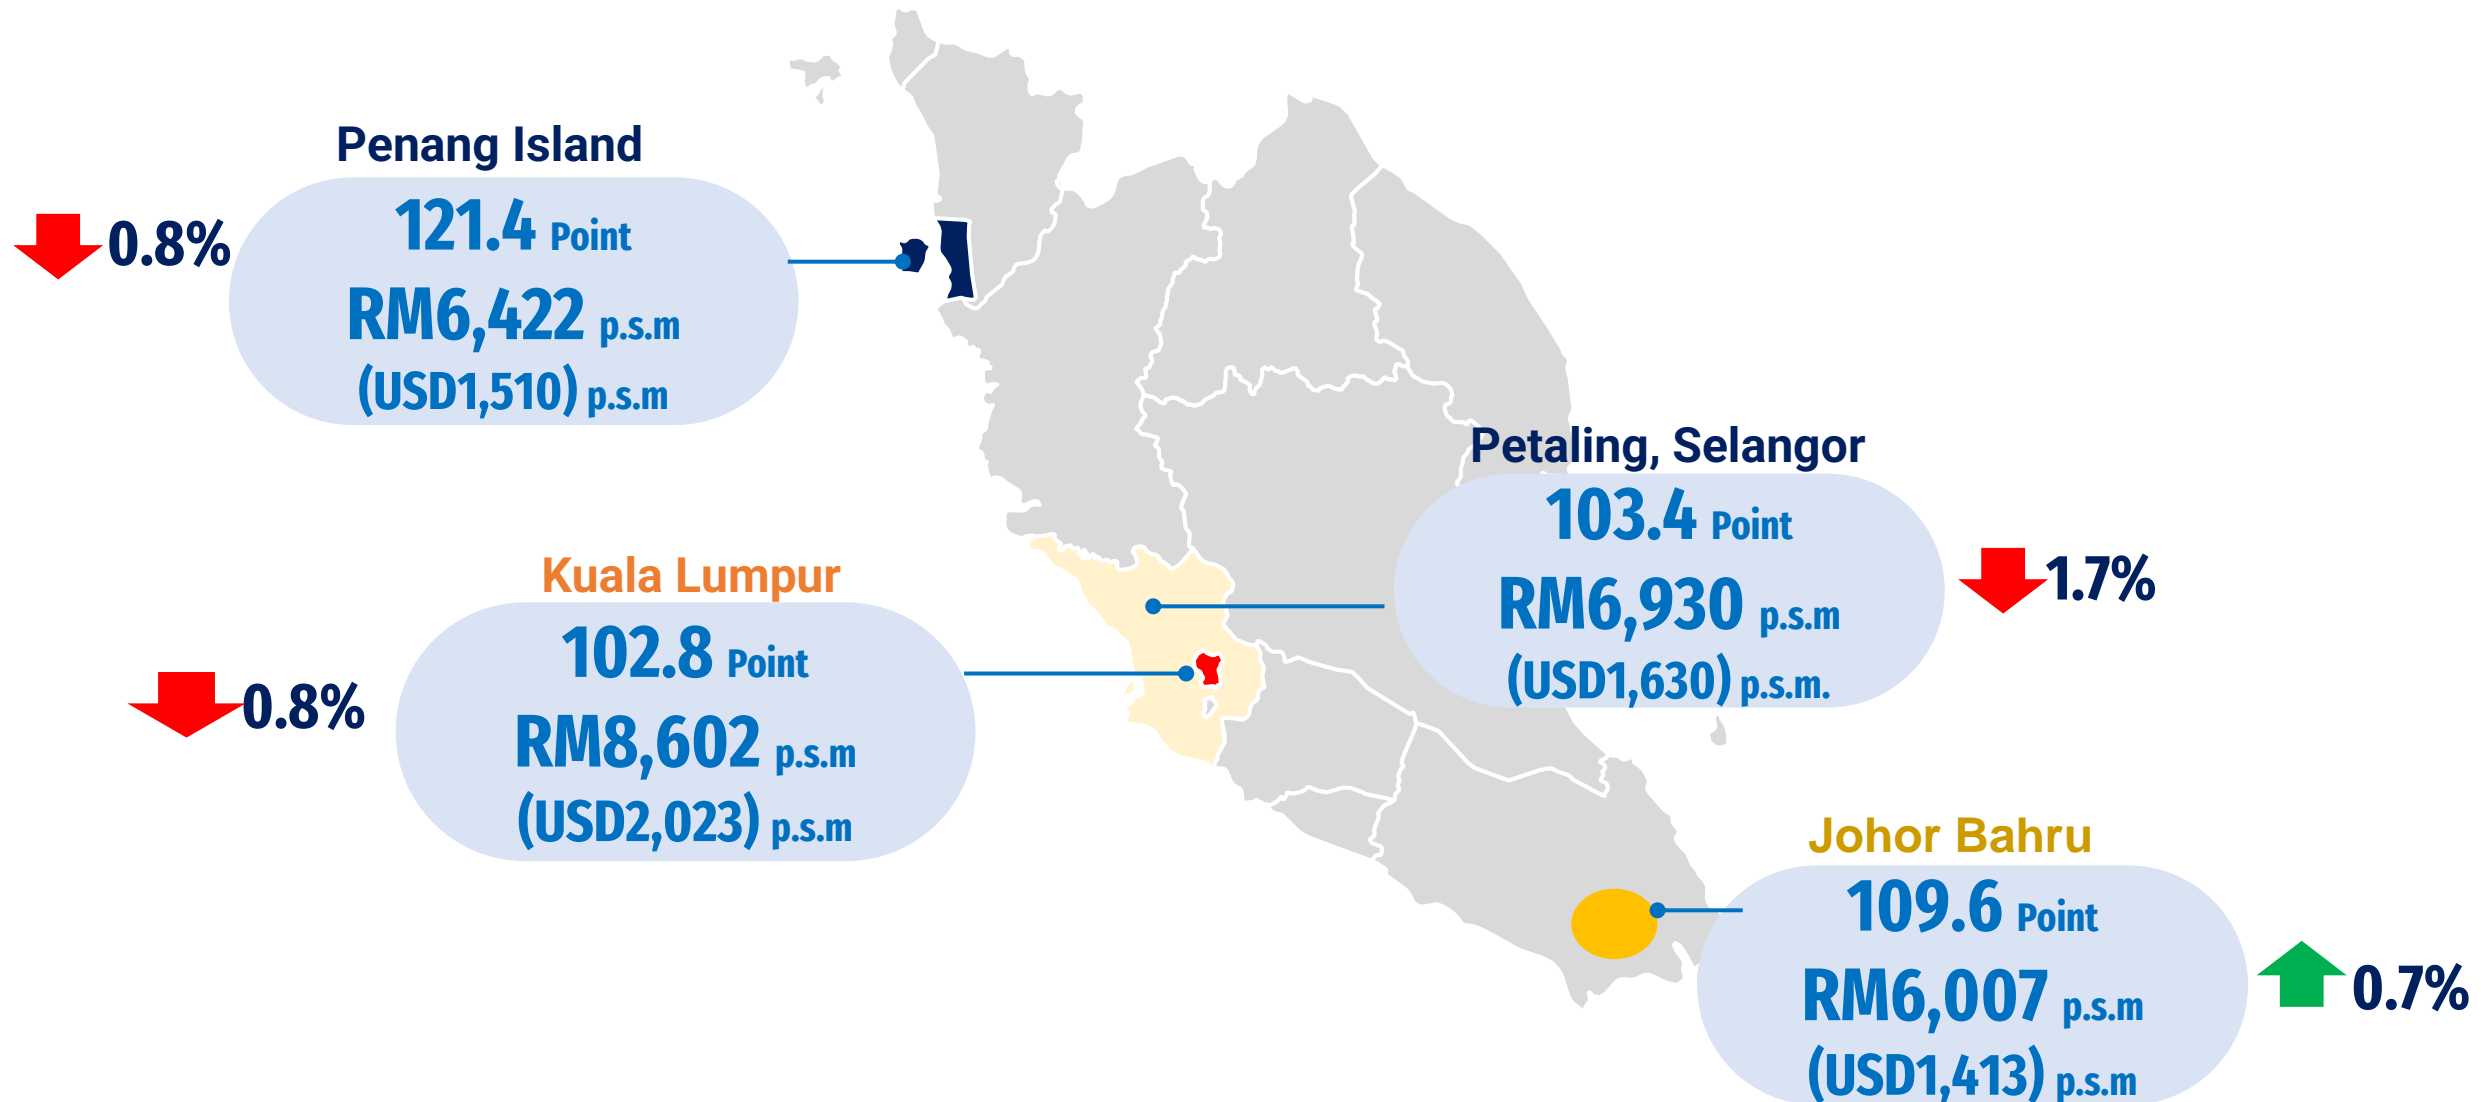 Penang Island
0.8%
121.4 Point
RM6,422 p.s.m
(USD1,510) p.s.m
Petaling, Selangor
103.4 Point
RM6,930 p.s.m
(USD1,630) p.s.m.
1.7%
Kuala Lumpur
102.8 Point
0.8%
RM8,602 p.s.m
(USD2,023) p.s.m
Johor Bahru
109.6 Point
RM6,007 p.s.m
(USD1,413) p.s.m
0.7%